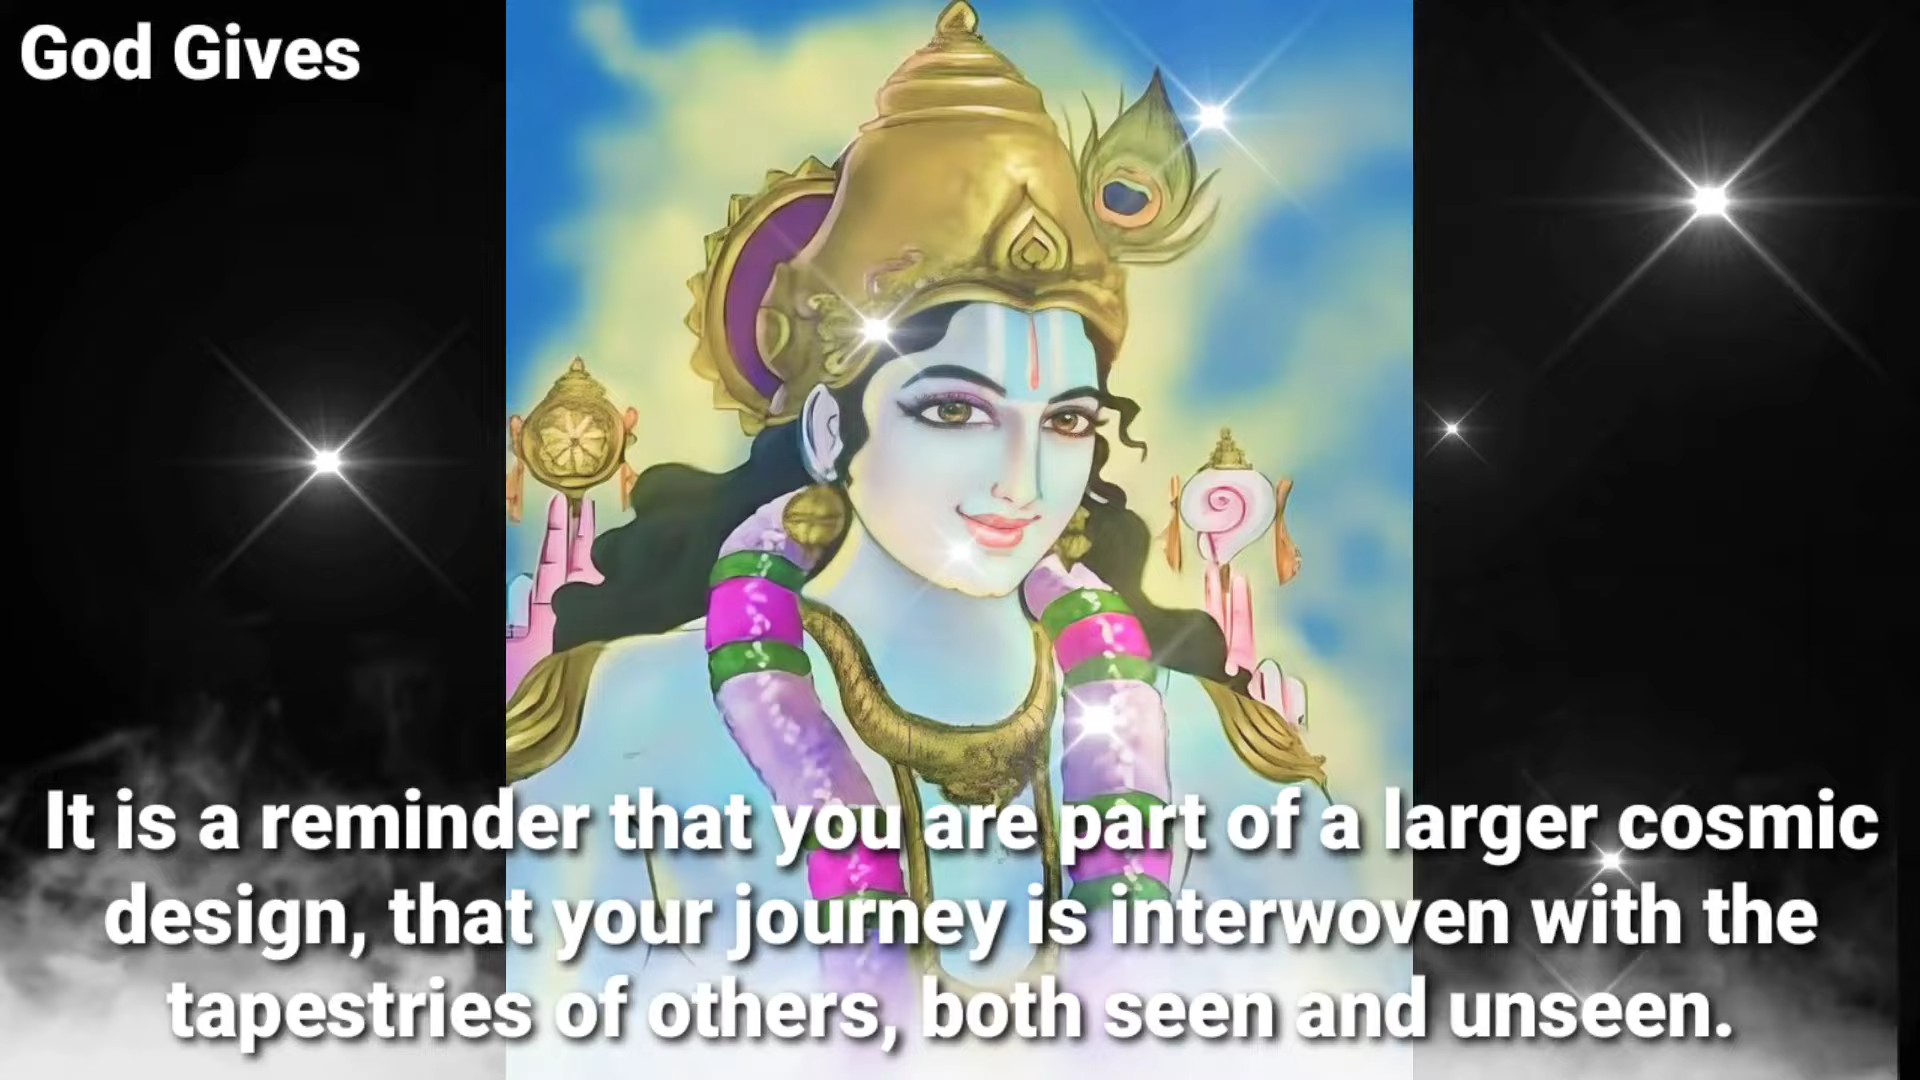 God Gives
It is a reminder that you are part of a larger cosmic
design, that your journey is interwoven with the
tapestries of others, both seen and unseen.